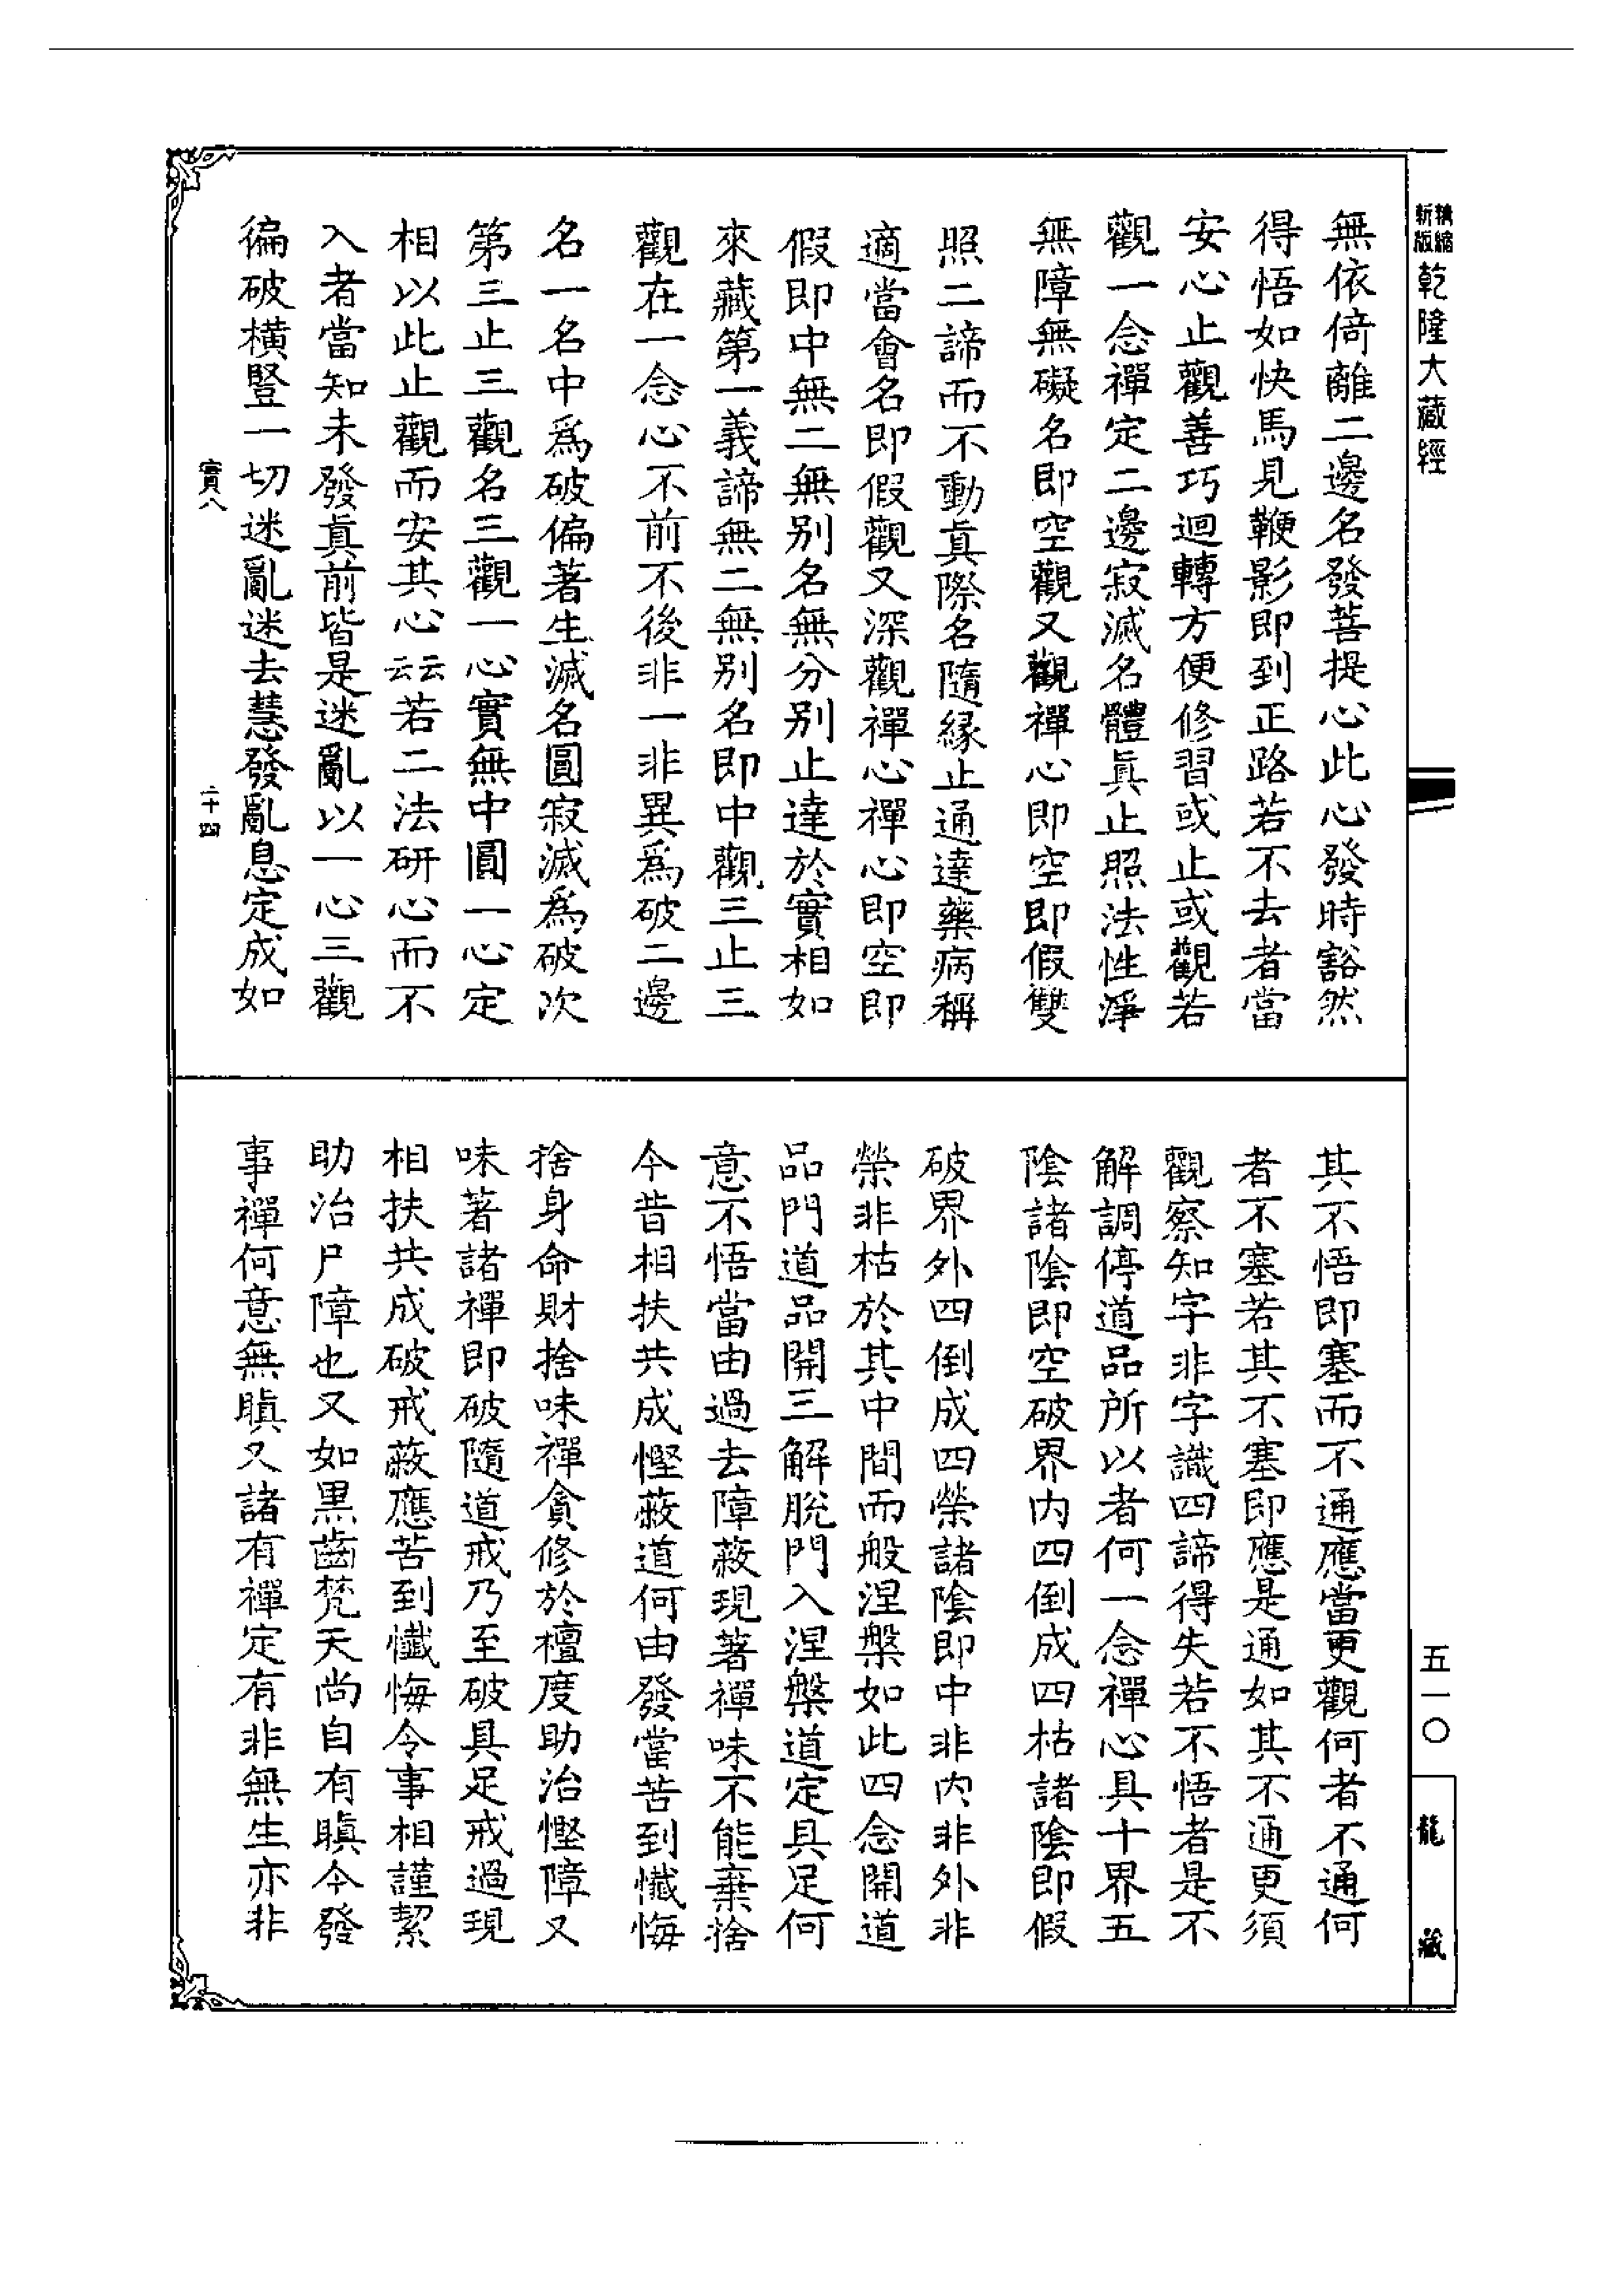 精縮
新版
乾隆大藏經
無依倚離二邊名發菩提心此心發時豁然
得悟如快馬見鞭影即到正路若不去者當
安心止觀善巧迴轉方便修習或止或觀若
觀一念禪定二邊寂滅名體真止照法性淨
無障無礙名即空觀又觀禪心即空即假雙
照二諦而不動真際名隨緣止通達藥病稱
適當會名即假觀又深觀禪心禪心即空即
假即中無二無別名無分別止達於實相如
來藏第一義諦無二無別名即中觀三止三
觀在一念心不前不後非一非異為破二邊
名一名中為破偏著生滅名圓寂滅為破次
第三止三觀名三觀一心實無中圓一心定
相以此止觀而安其心云云若二法研心而不
入者當知未發真前皆是迷亂以一心三觀
徧破橫豎一切迷亂迷去慧發亂息定成如
實八
二十四
其不悟即塞而不通應當更觀何者不通何
者不塞若其不塞即應是通如其不通更須
觀察知字非字識四諦得失若不悟者是不
解調停道品所以者何一念禪心具十界五
陰諸陰即空破界內四倒成四枯諸陰即假
破界外四倒成四榮諸陰即中非內非外非
榮非枯於其中間而般涅槃如此四念開道
品門道品開三解脫門入涅槃道定具足何
意不悟當由過去障蔽現著禪味不能棄捨
今昔相扶共成慳蔽道何由發當苦到懺悔
捨身命財捨味禪貪修於檀度助治慳障又
味著諸禪即破隨道戒乃至破具足戒過現
相扶共成破戒蔽應苦到懺悔令事相謹潔
助治尸障也又如黑齒梵天尚自有瞋今發
事禪何意無瞋又諸有禪定有非無生亦非
五一〇
龍藏